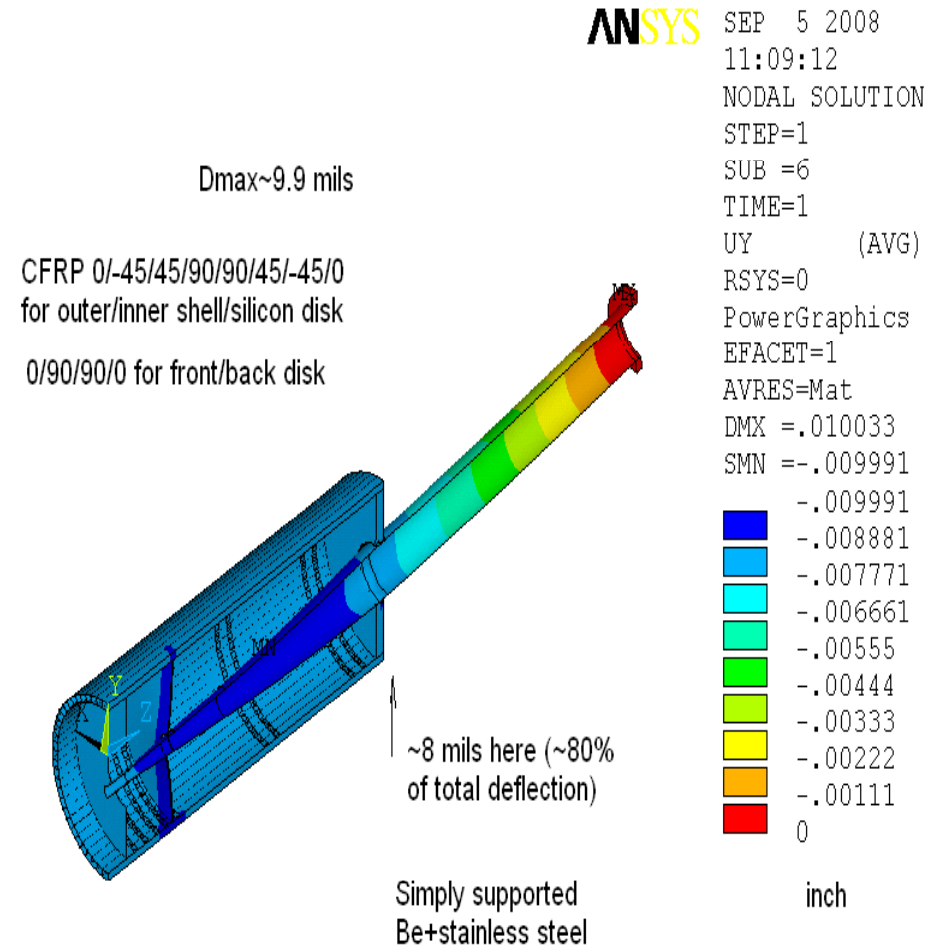 ANSYS
SEP 5 2008
11:09:12
NODAL SOLUTION
STEP=1
SUB =6
TIME=1
UY (AVG)
RSYS=0
PowerGraphics
EFACET=1
AVRES=Mat
DMX =.010033
SMN =-.009991
-.009991
-.008881
-.007771
-.006661
-.00555
-.00444
-.00333
-.00222
-.00111
0
inch
Dmax~9.9 mils
CFRP 0/-45/45/90/90/45/-45/0
for outer/inner shell/silicon disk
0/90/90/0 for front/back disk
MX
MN
Y
Z
~8 mils here (~80%
of total deflection)
Simply supported
Be+stainless steel